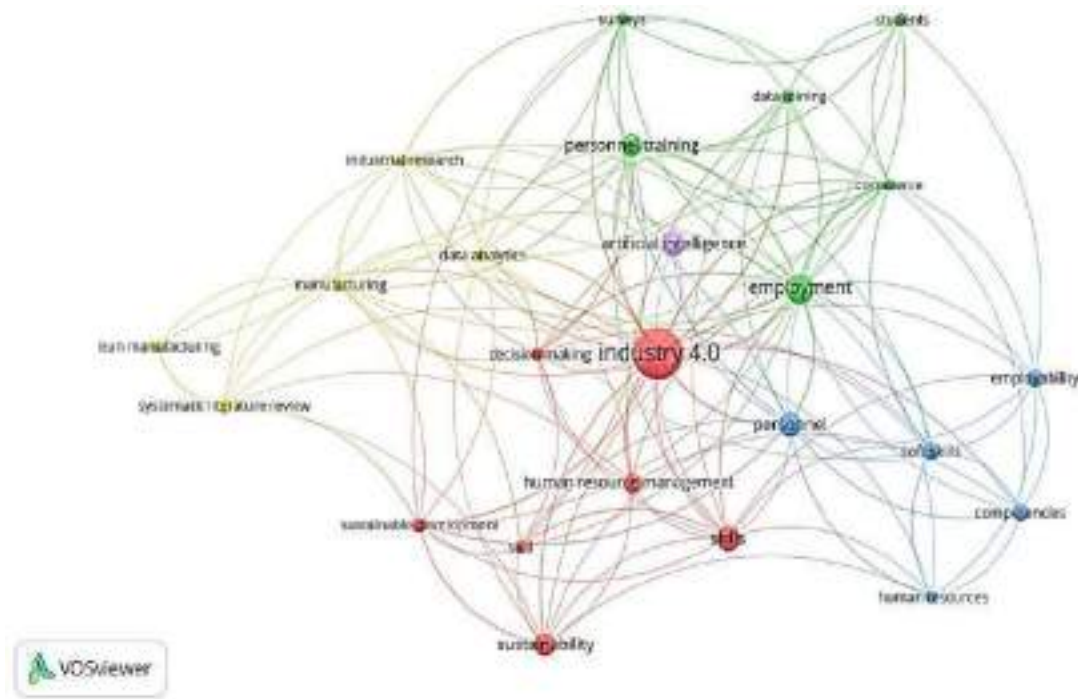 surveys
students
data mining
personnel training
industrial research
commerce
artificial intelligence
data analytics
manufacturing
employment
lean manufacturing
decision making
industry 4.0
employability
systematic literature review
personnel
soft skills
human resource management
competencies
sustainable development
skill
skills
human resources
sustainability
VOSviewer